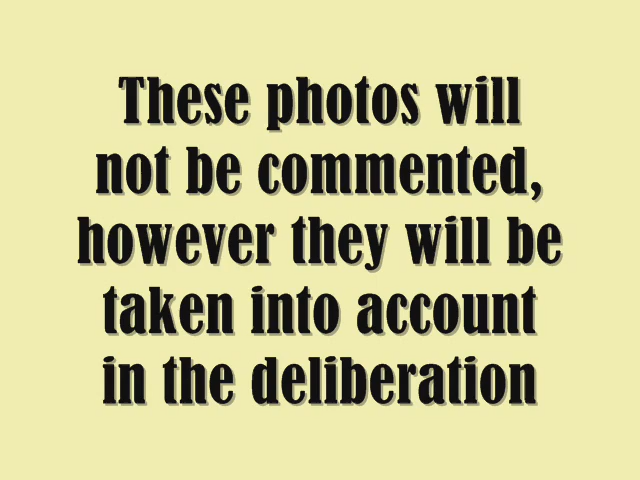 These photos will
not be commented,
however they will be
taken into account
in the deliberation